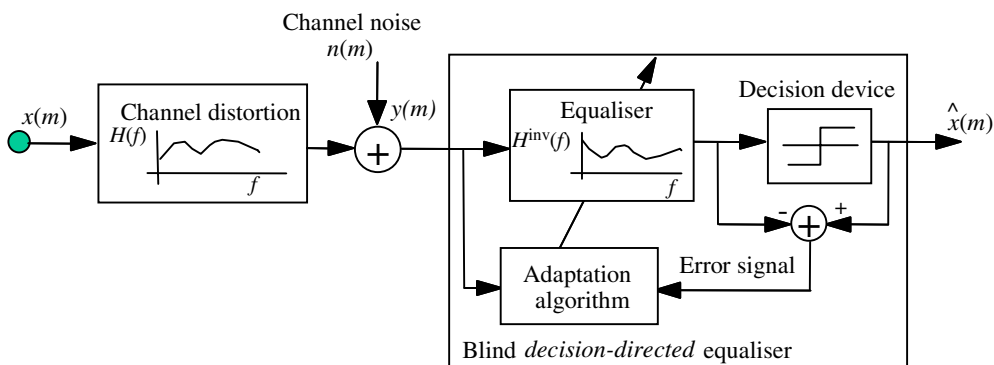 Channel noise
n(m)
x(m)
Channel distortion
H(f)
f
+
y(m)
Equaliser
H^inv(f)
f
Decision device
x̂(m)
-
+
+
Adaptation
algorithm
Error signal
Blind decision-directed equaliser